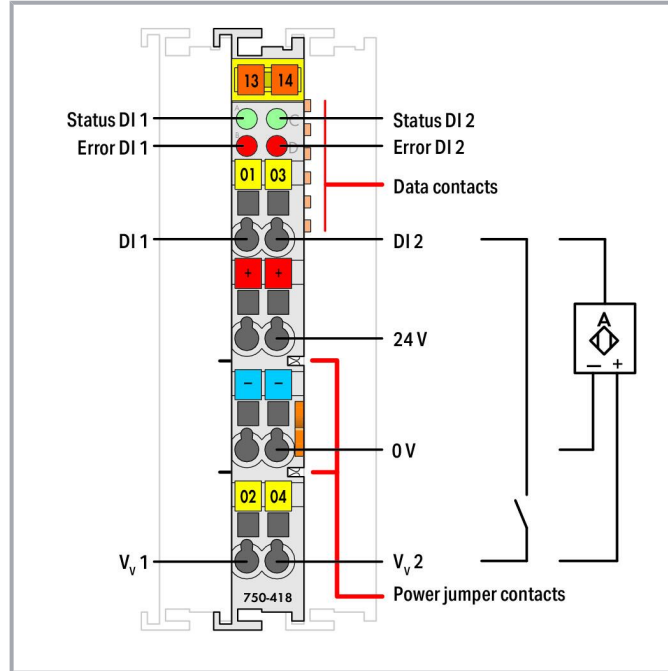 13 14
A C
Status DI 1
Status DI 2
B D
Error DI 1
Error DI 2
01 03
Data contacts
DI 1
DI 2
A
+ +
− +
24 V
− −
0 V
02 04
Vv 1
Vv 2
750-418
Power jumper contacts